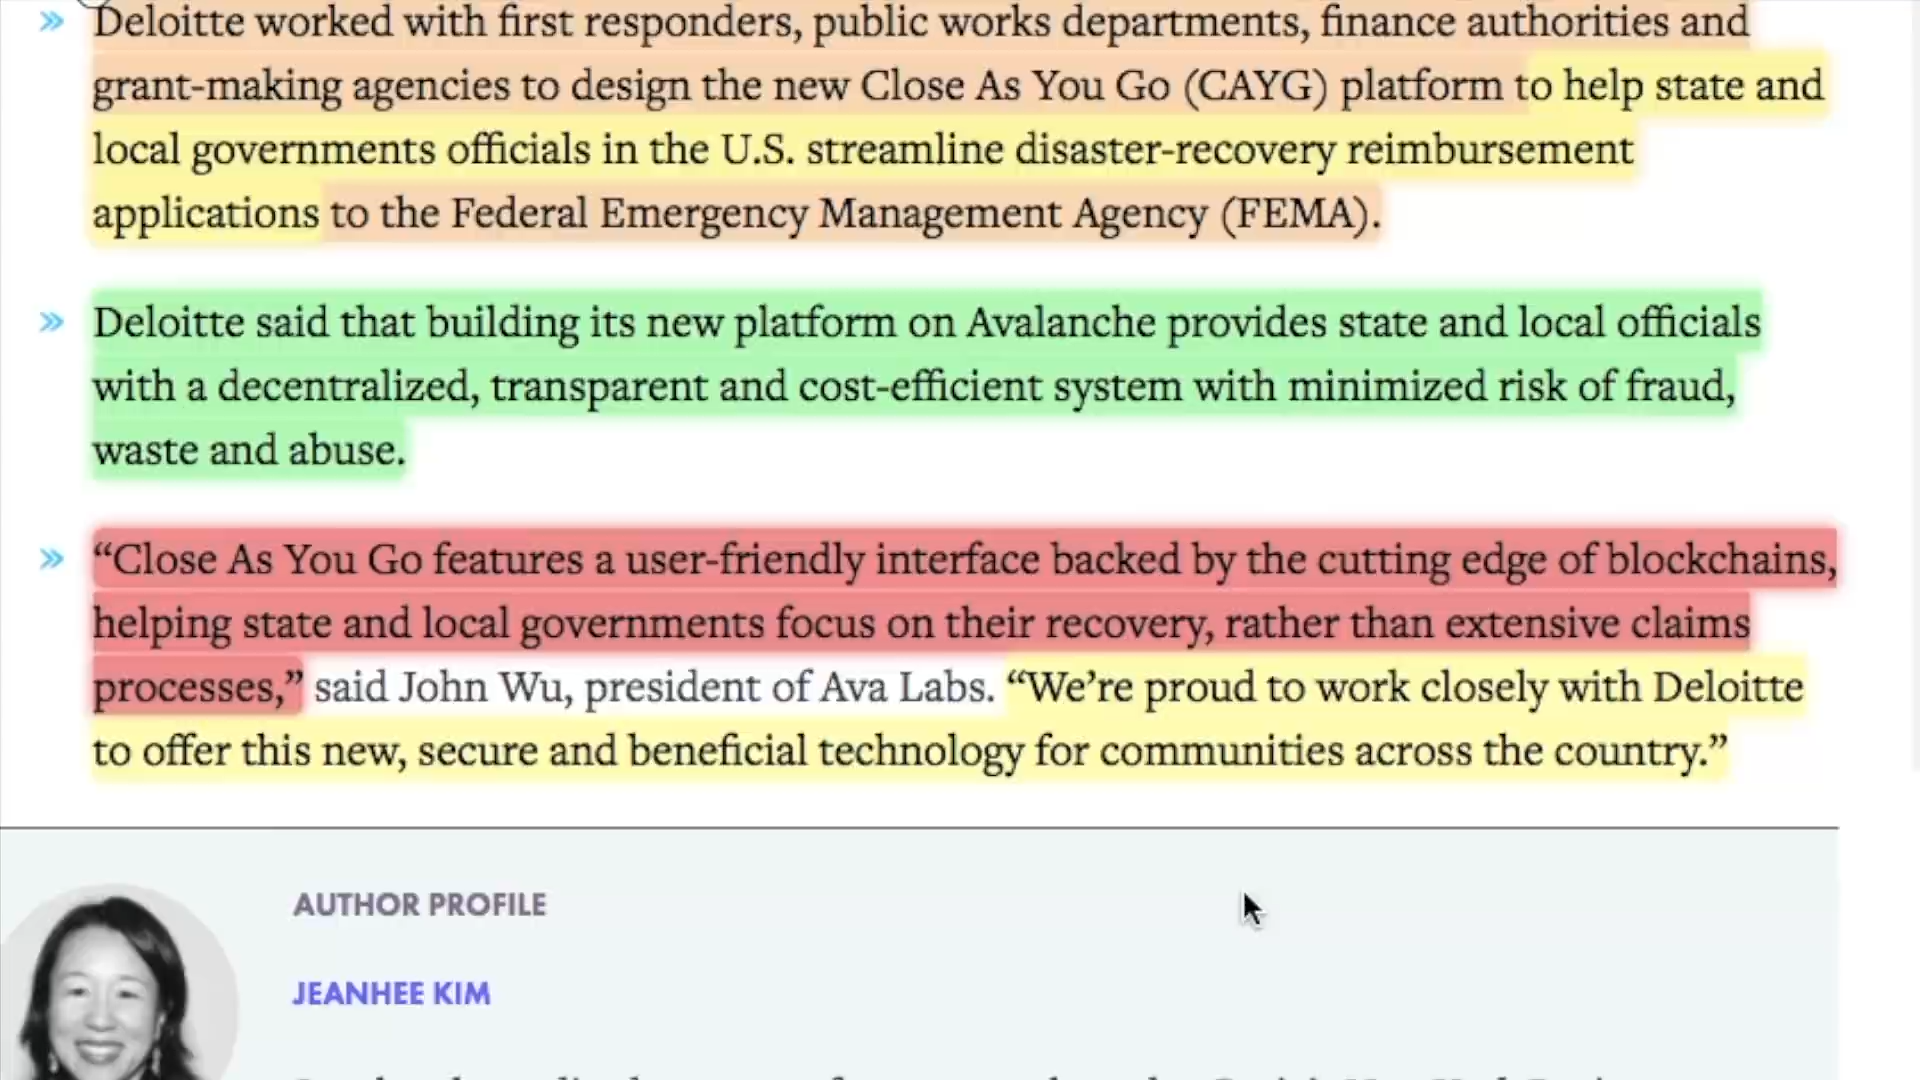 » Deloitte worked with first responders, public works departments, finance authorities and
grant-making agencies to design the new Close As You Go (CAYG) platform to help state and
local governments officials in the U.S. streamline disaster-recovery reimbursement
applications to the Federal Emergency Management Agency (FEMA).
» Deloitte said that building its new platform on Avalanche provides state and local officials
with a decentralized, transparent and cost-efficient system with minimized risk of fraud,
waste and abuse.
» “Close As You Go features a user-friendly interface backed by the cutting edge of blockchains,
helping state and local governments focus on their recovery, rather than extensive claims
processes,” said John Wu, president of Ava Labs. “We’re proud to work closely with Deloitte
to offer this new, secure and beneficial technology for communities across the country.”
AUTHOR PROFILE
JEANHEE KIM